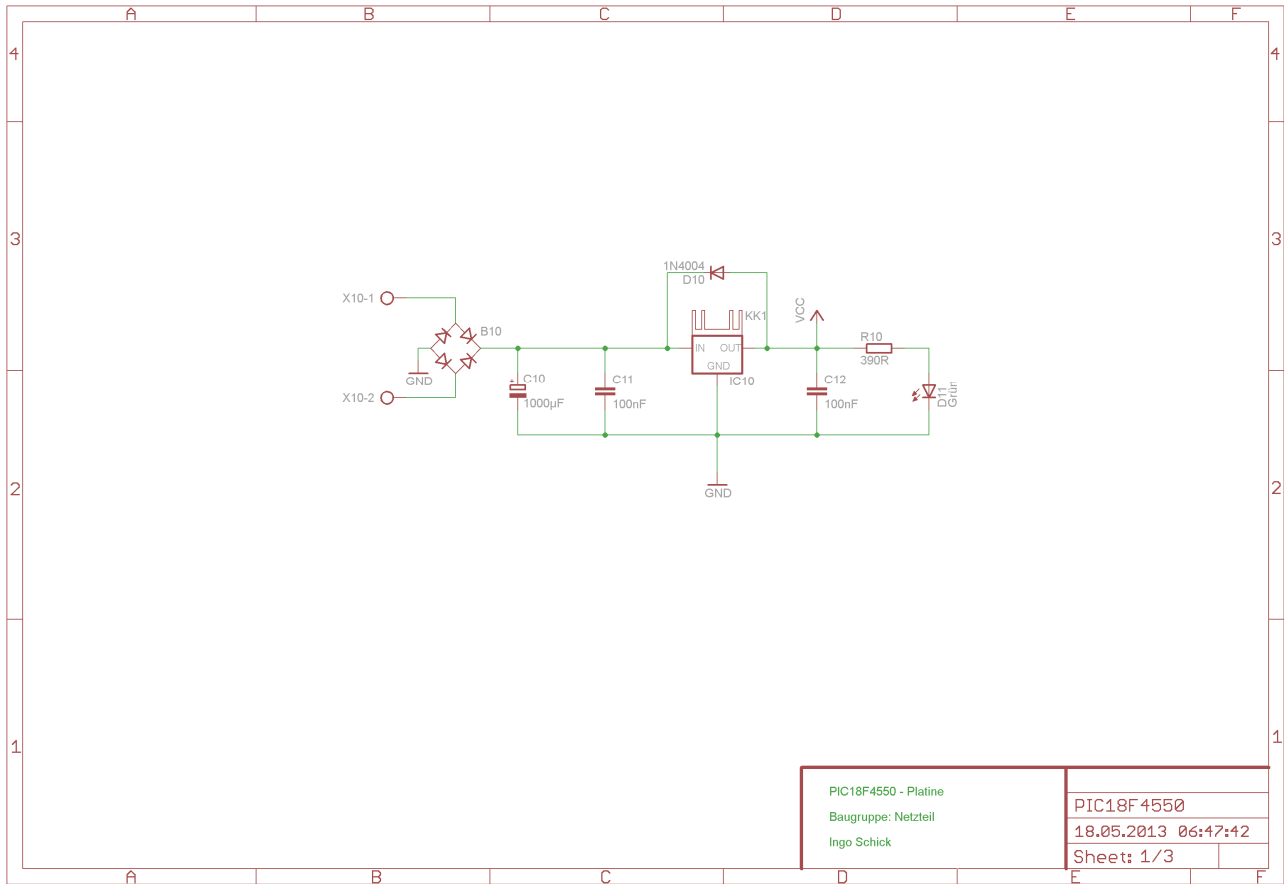 A B C D E F
4 4
3 3
1N4004
D10
X10-1
B10
KK1
VCC
R10
IN OUT
390R
GND
GND
IC10
C10
C11
C12
+
D11
Grün
X10-2
1000µF
100nF
100nF
GND
2 2
1 1
PIC18F4550 - Platine
Baugruppe: Netzteil
Ingo Schick
PIC18F4550
18.05.2013 06:47:42
Sheet: 1/3
A B C D E F